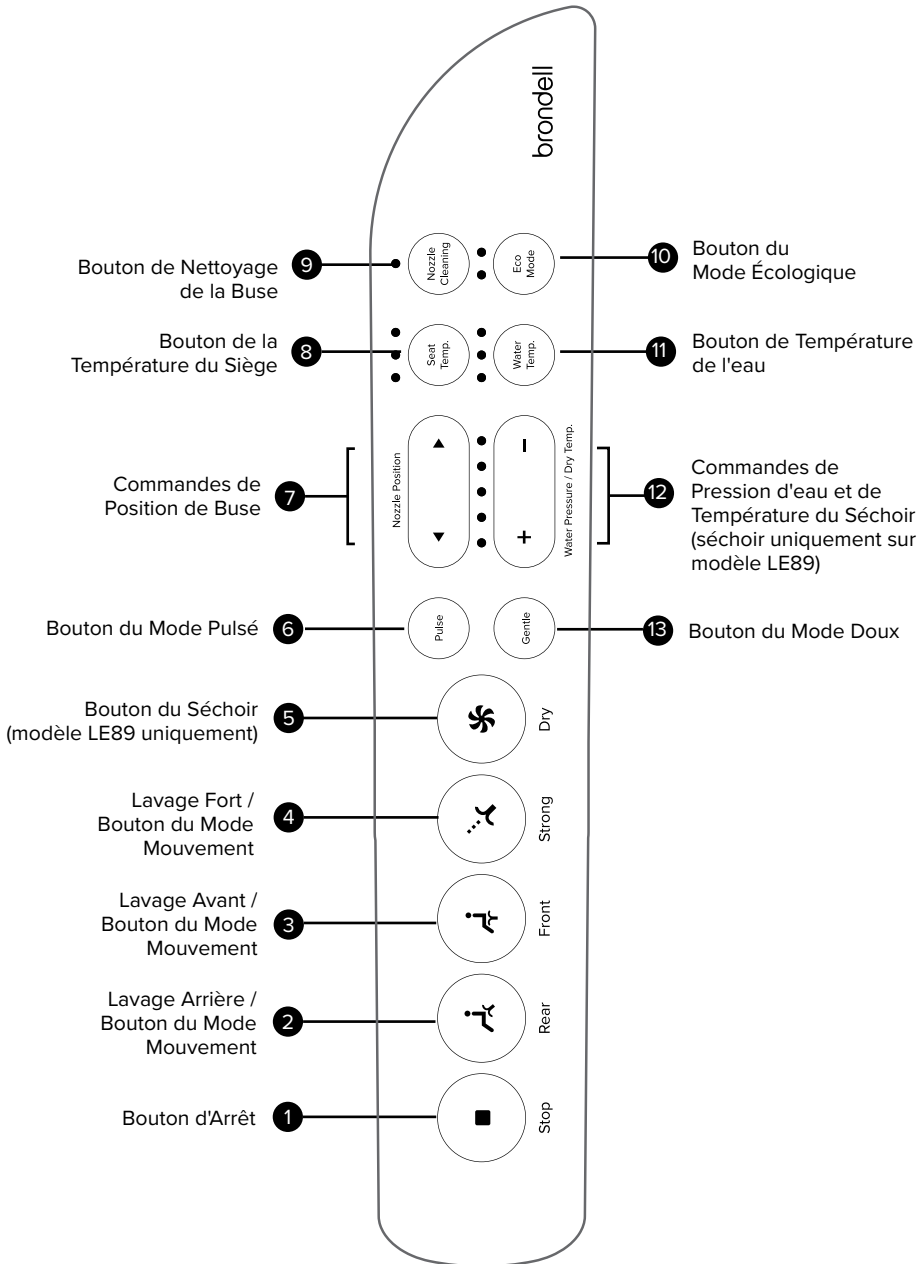 brondell
9
Bouton de Nettoyage
de la Buse
Nozzle
Cleaning
Eco
Mode
10
Bouton du
Mode Écologique
8
Bouton de la
Température du Siège
Seat
Temp.
Water
Temp.
11
Bouton de Température
de l'eau
7
Commandes de
Position de Buse
Nozzle Position
− +
Water Pressure / Dry Temp.
12
Commandes de
Pression d'eau et de
Température du Séchoir
(séchoir uniquement sur
modèle LE89)
6
Bouton du Mode Pulsé
Pulse
Gentle
13
Bouton du Mode Doux
5
Bouton du Séchoir
(modèle LE89 uniquement)
Dry
4
Lavage Fort /
Bouton du Mode
Mouvement
Strong
3
Lavage Avant /
Bouton du Mode
Mouvement
Front
2
Lavage Arrière /
Bouton du Mode
Mouvement
Rear
1
Bouton d'Arrêt
Stop